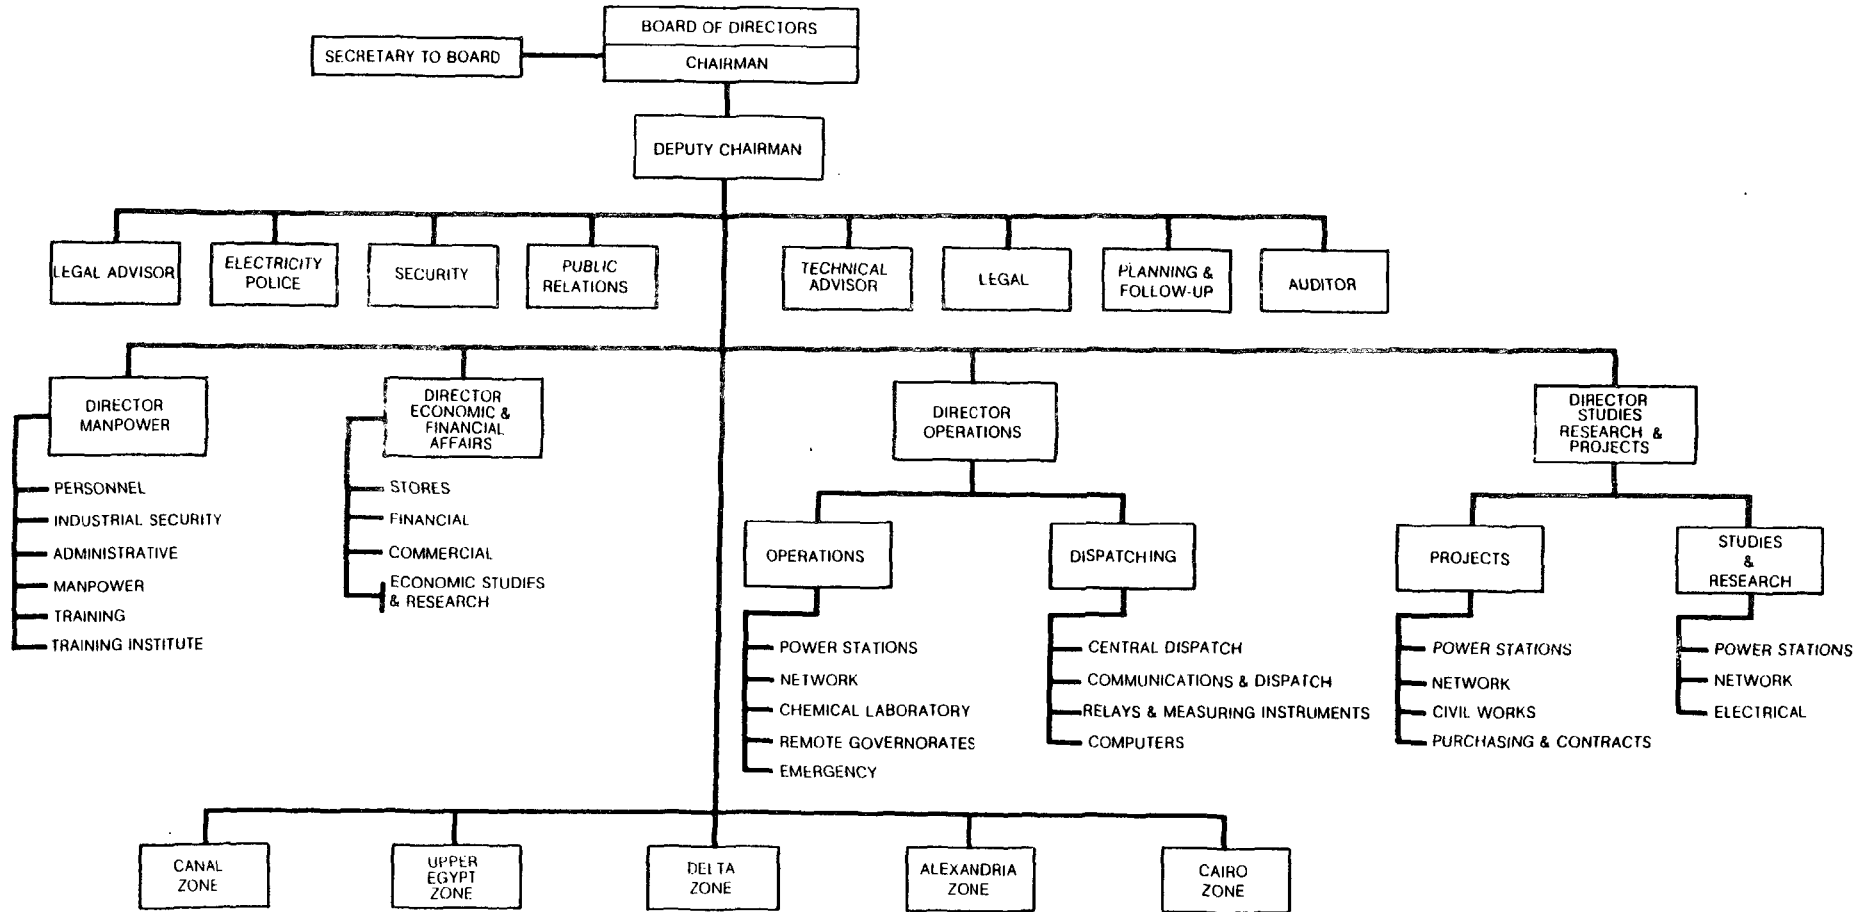 BOARD OF DIRECTORS
SECRETARY TO BOARD
CHAIRMAN
DEPUTY CHAIRMAN
LEGAL ADVISOR
ELECTRICITY
POLICE
SECURITY
PUBLIC
RELATIONS
TECHNICAL
ADVISOR
LEGAL
PLANNING &
FOLLOW-UP
AUDITOR
DIRECTOR
MANPOWER
PERSONNEL
INDUSTRIAL SECURITY
ADMINISTRATIVE
MANPOWER
TRAINING
TRAINING INSTITUTE
DIRECTOR
ECONOMIC &
FINANCIAL
AFFAIRS
STORES
FINANCIAL
COMMERCIAL
ECONOMIC STUDIES
& RESEARCH
DIRECTOR
OPERATIONS
OPERATIONS
POWER STATIONS
NETWORK
CHEMICAL LABORATORY
REMOTE GOVERNORATES
EMERGENCY
DISPATCHING
CENTRAL DISPATCH
COMMUNICATIONS & DISPATCH
RELAYS & MEASURING INSTRUMENTS
COMPUTERS
DIRECTOR
STUDIES
RESEARCH &
PROJECTS
PROJECTS
POWER STATIONS
NETWORK
CIVIL WORKS
PURCHASING & CONTRACTS
STUDIES
&
RESEARCH
POWER STATIONS
NETWORK
ELECTRICAL
CANAL
ZONE
UPPER
EGYPT
ZONE
DELTA
ZONE
ALEXANDRIA
ZONE
CAIRO
ZONE